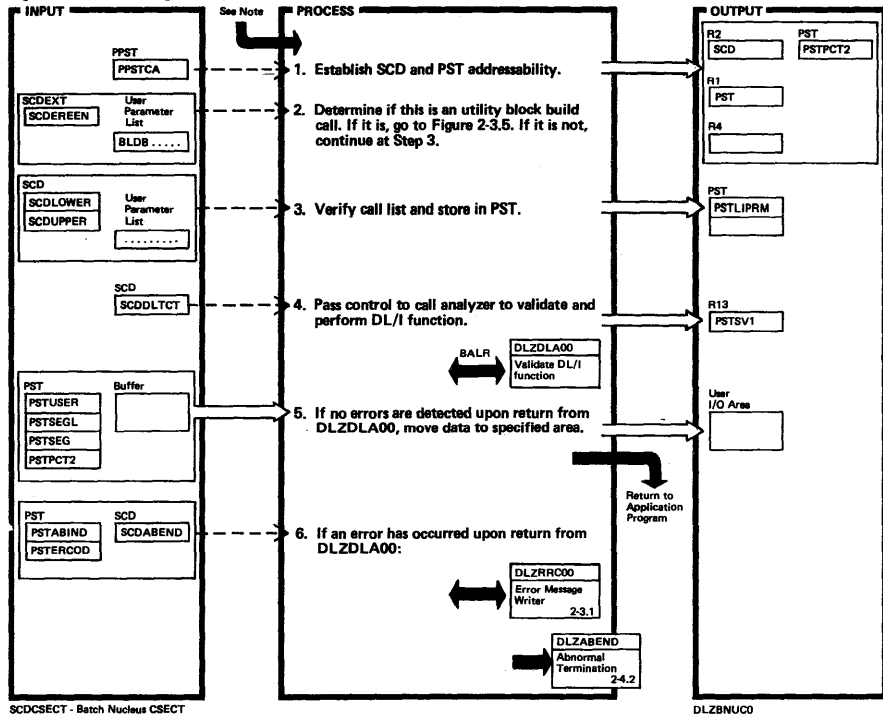 INPUT
See Note
PROCESS
OUTPUT
PPST
PPSTCA
1. Establish SCD and PST addressability.
R2
SCD
PST
PSTPCT2
R1
PST
R4
SCDEXT
SCDEREEN
User
Parameter
List
BLDB .....
2. Determine if this is an utility block build
call. If it is, go to Figure 2-3.5. If it is not,
continue at Step 3.
SCD
SCDLOWER
SCDUPPER
User
Parameter
List
.........
3. Verify call list and store in PST.
PST
PSTLIPRM
SCD
SCDDLTCT
4. Pass control to call analyzer to validate and
perform DL/I function.
R13
PSTSV1
BALR
DLZDLA00
Validate DL/I
function
PST
PSTUSER
PSTSEGL
PSTSEG
PSTPCT2
Buffer
5. If no errors are detected upon return from
DLZDLA00, move data to specified area.
User
I/O Area
Return to
Application
Program
PST
PSTABIND
PSTERCOD
SCD
SCDABEND
6. If an error has occurred upon return from
DLZDLA00:
DLZRRC00
Error Message
Writer
2-3.1
DLZABEND
Abnormal
Termination
2-4.2
SCDCSECT - Batch Nucleus CSECT
DLZBNUC0